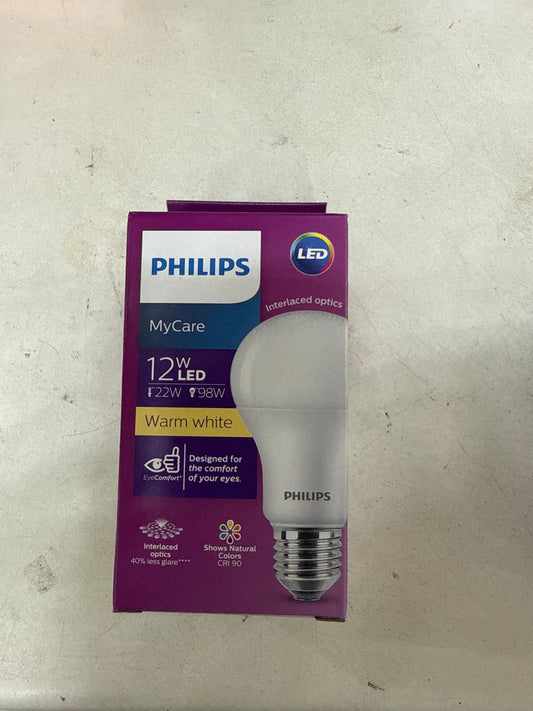 PHILIPS
LED
Interlaced optics
MyCare
12W
LED
22W 98W
Warm white
EyeComfort*
Designed for
the comfort
of your eyes.
PHILIPS
Interlaced
optics
40% less glare****
Shows Natural
Colors
CRI 90